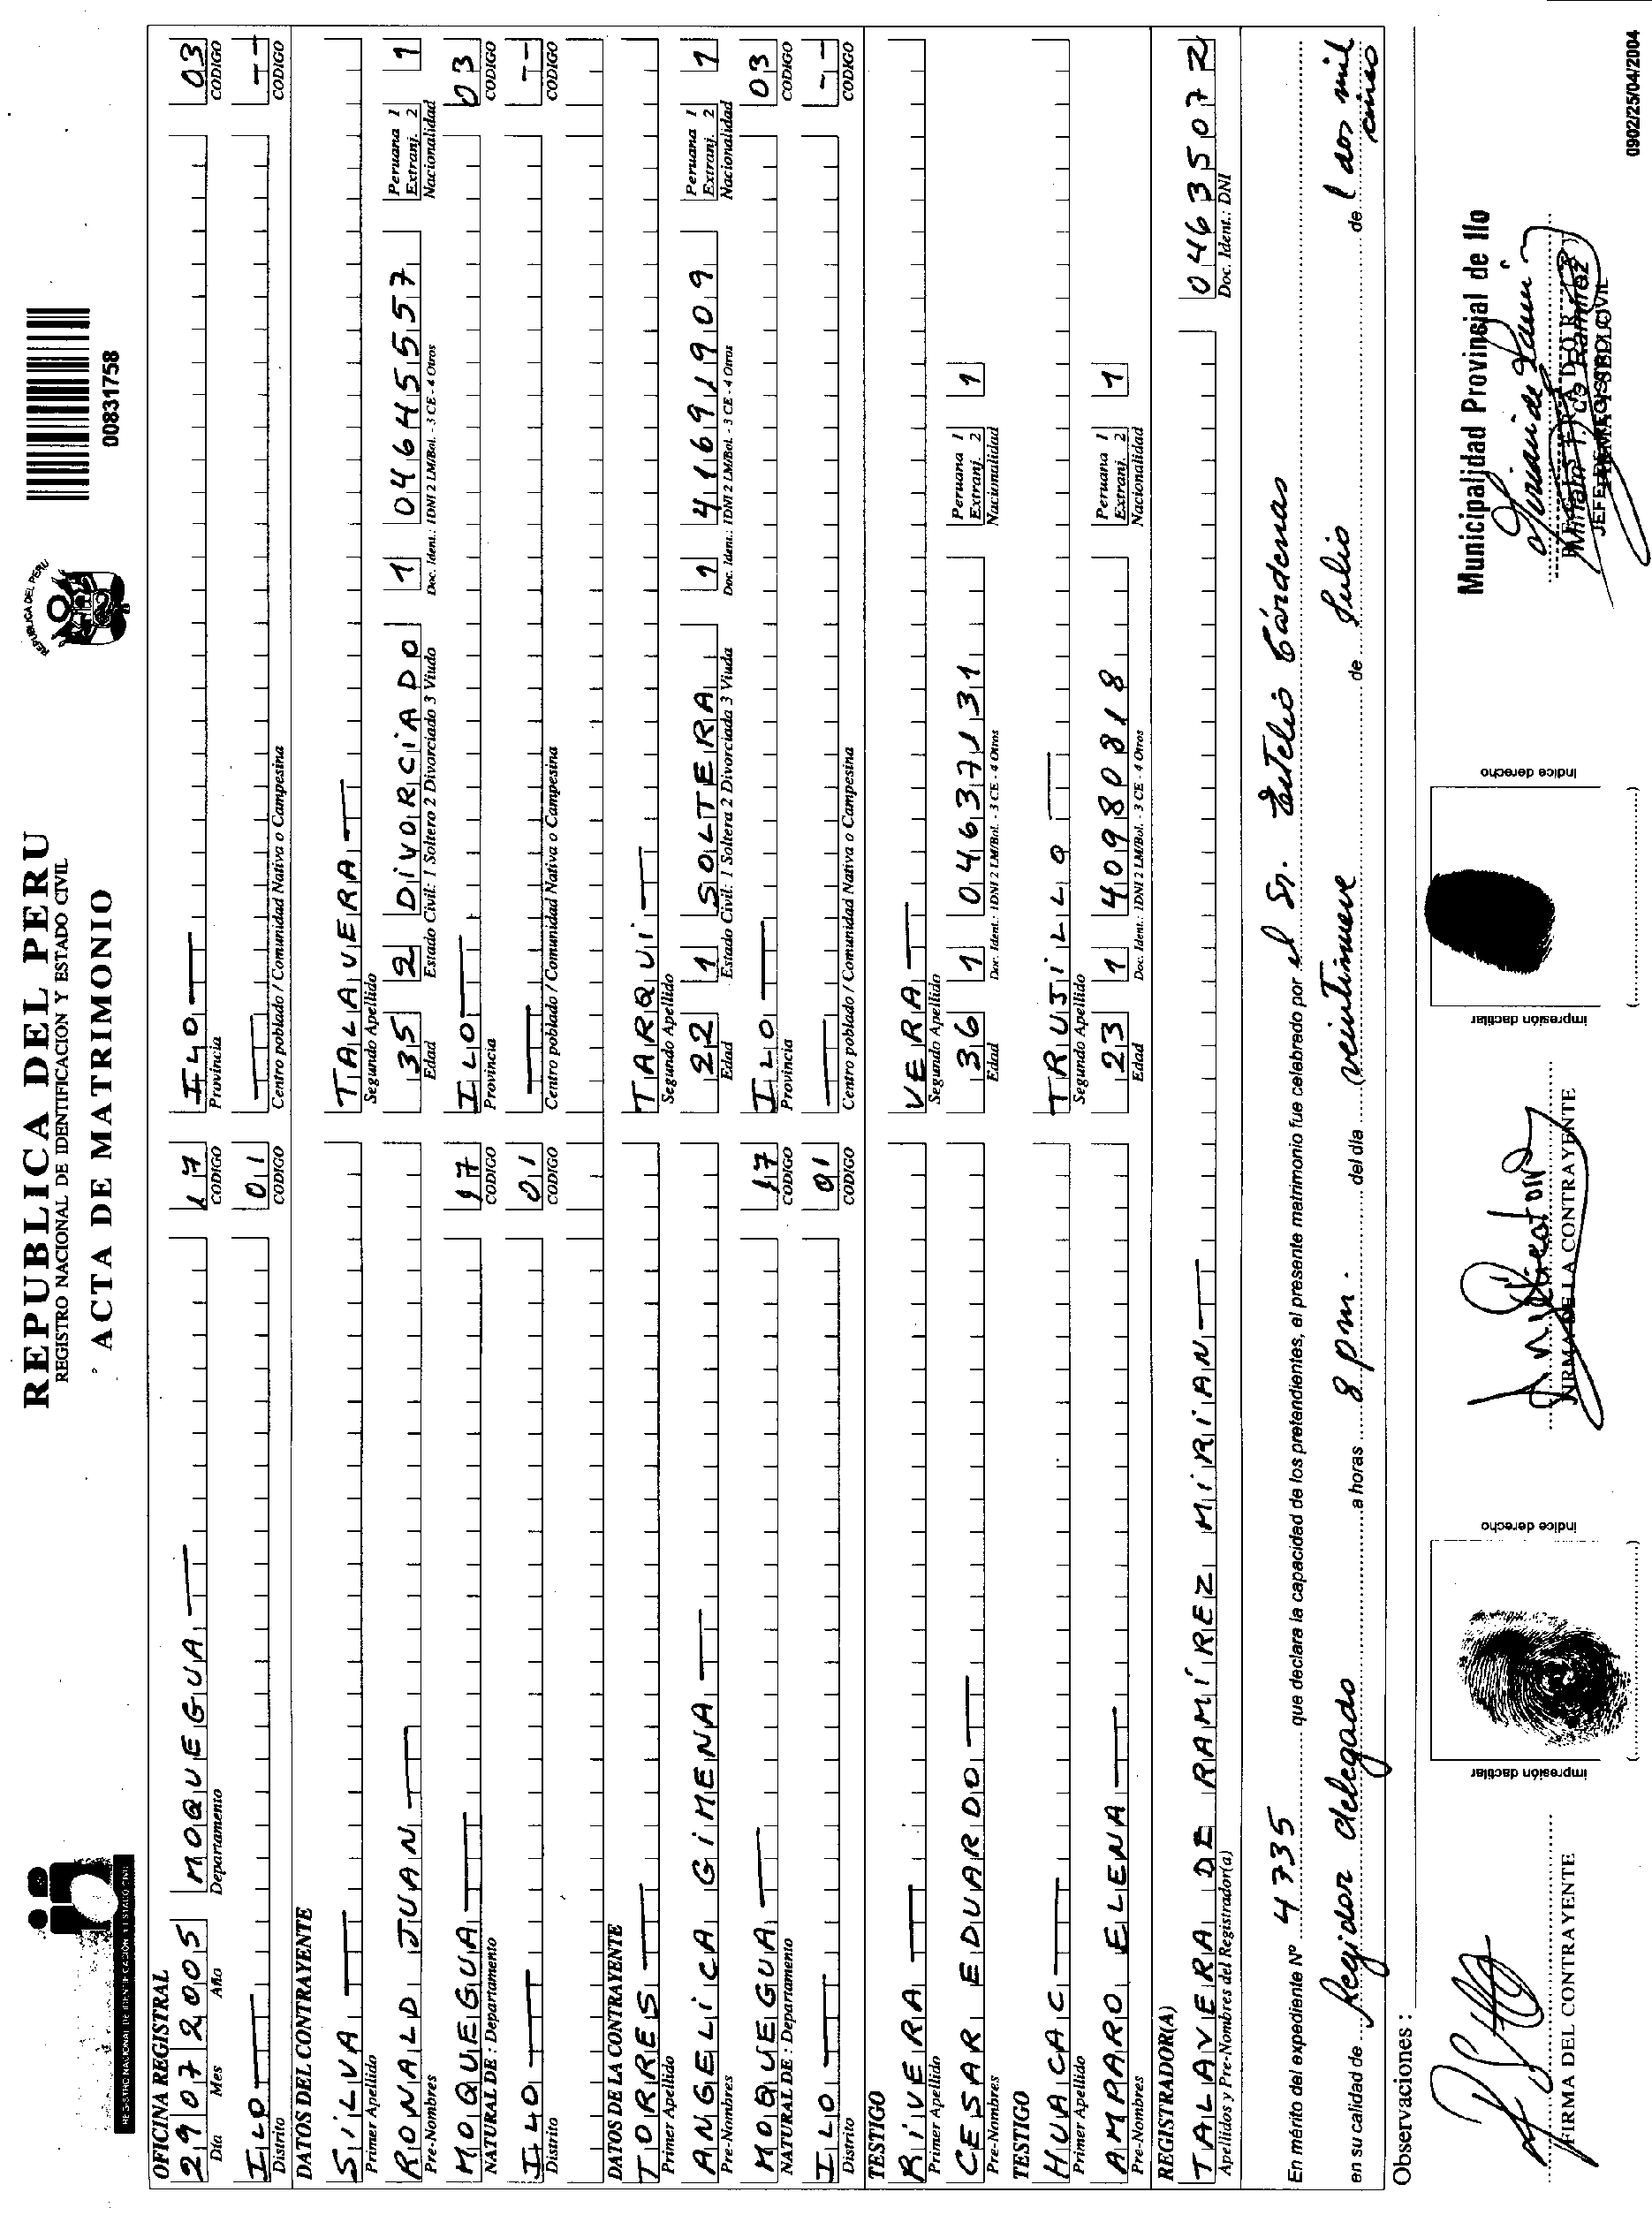 REPUBLICA DEL PERU
REGISTRO NACIONAL DE IDENTIFICACION Y ESTADO CIVIL
ACTA DE MATRIMONIO
REPUBLICA DEL PERU
00831758
OFICINA REGISTRAL
29 07 2005 MOQUEGUA 17 ILO 03
Día Mes Año Departamento CODIGO Provincia CODIGO
ILO 01 --
Distrito CODIGO Centro poblado / Comunidad Nativa o Campesina CODIGO
DATOS DEL CONTRAYENTE
SILVA TALAVERA
Primer Apellido Segundo Apellido
RONALD JUAN 35 2 DIVORCIADO 1 04645557 Peruana 1 Extranj. 2 1
Pre-Nombres Edad Estado Civil: 1 Soltero 2 Divorciado 3 Viudo Doc. Ident.: 1DNI 2 LM/Bol. - 3 CE - 4 Otros Nacionalidad
MOQUEGUA 17 ILO 03
NATURAL DE : Departamento CODIGO Provincia CODIGO
ILO 01 --
Distrito CODIGO Centro poblado / Comunidad Nativa o Campesina CODIGO
DATOS DE LA CONTRAYENTE
TORRES TARQUI
Primer Apellido Segundo Apellido
ANGELICA GIMENA 22 1 SOLTERA 1 41691909 Peruana 1 Extranj. 2 1
Pre-Nombres Edad Estado Civil: 1 Soltera 2 Divorciada 3 Viuda Doc. Ident.: 1DNI 2 LM/Bol. - 3 CE - 4 Otros Nacionalidad
MOQUEGUA 17 ILO 03
NATURAL DE : Departamento CODIGO Provincia CODIGO
ILO 01 --
Distrito CODIGO Centro poblado / Comunidad Nativa o Campesina CODIGO
TESTIGO
RIVERA VERA
Primer Apellido Segundo Apellido
CESAR EDUARDO 36 1 04637131 Peruana 1 Extranj. 2 1
Pre-Nombres Edad Doc. Ident.: 1DNI 2 LM/Bol. - 3 CE - 4 Otros Nacionalidad
TESTIGO
HUACAC TRUJILLO
Primer Apellido Segundo Apellido
AMPARO ELENA 23 1 40980818 Peruana 1 Extranj. 2 1
Pre-Nombres Edad Doc. Ident.: 1DNI 2 LM/Bol. - 3 CE - 4 Otros Nacionalidad
REGISTRADOR(A)
TALAVERA DE RAMÍREZ MIRIAN 04635072
Apellidos y Pre-Nombres del Registrador(a) Doc. Ident.: DNI
En mérito del expediente Nº 4735 que declara la capacidad de los pretendientes, el presente matrimonio fue celebrado por el Sr. Cárdenas
en su calidad de Regidor delegado a horas 8 pm. del día veintinueve de Julio de l dos mil cinco
Observaciones :
Municipalidad Provincial de Ilo
FIRMA DEL CONTRAYENTE
impresión dactilar
indice derecho
FIRMA DE LA CONTRAYENTE
impresión dactilar
indice derecho
0902/25/04/2004